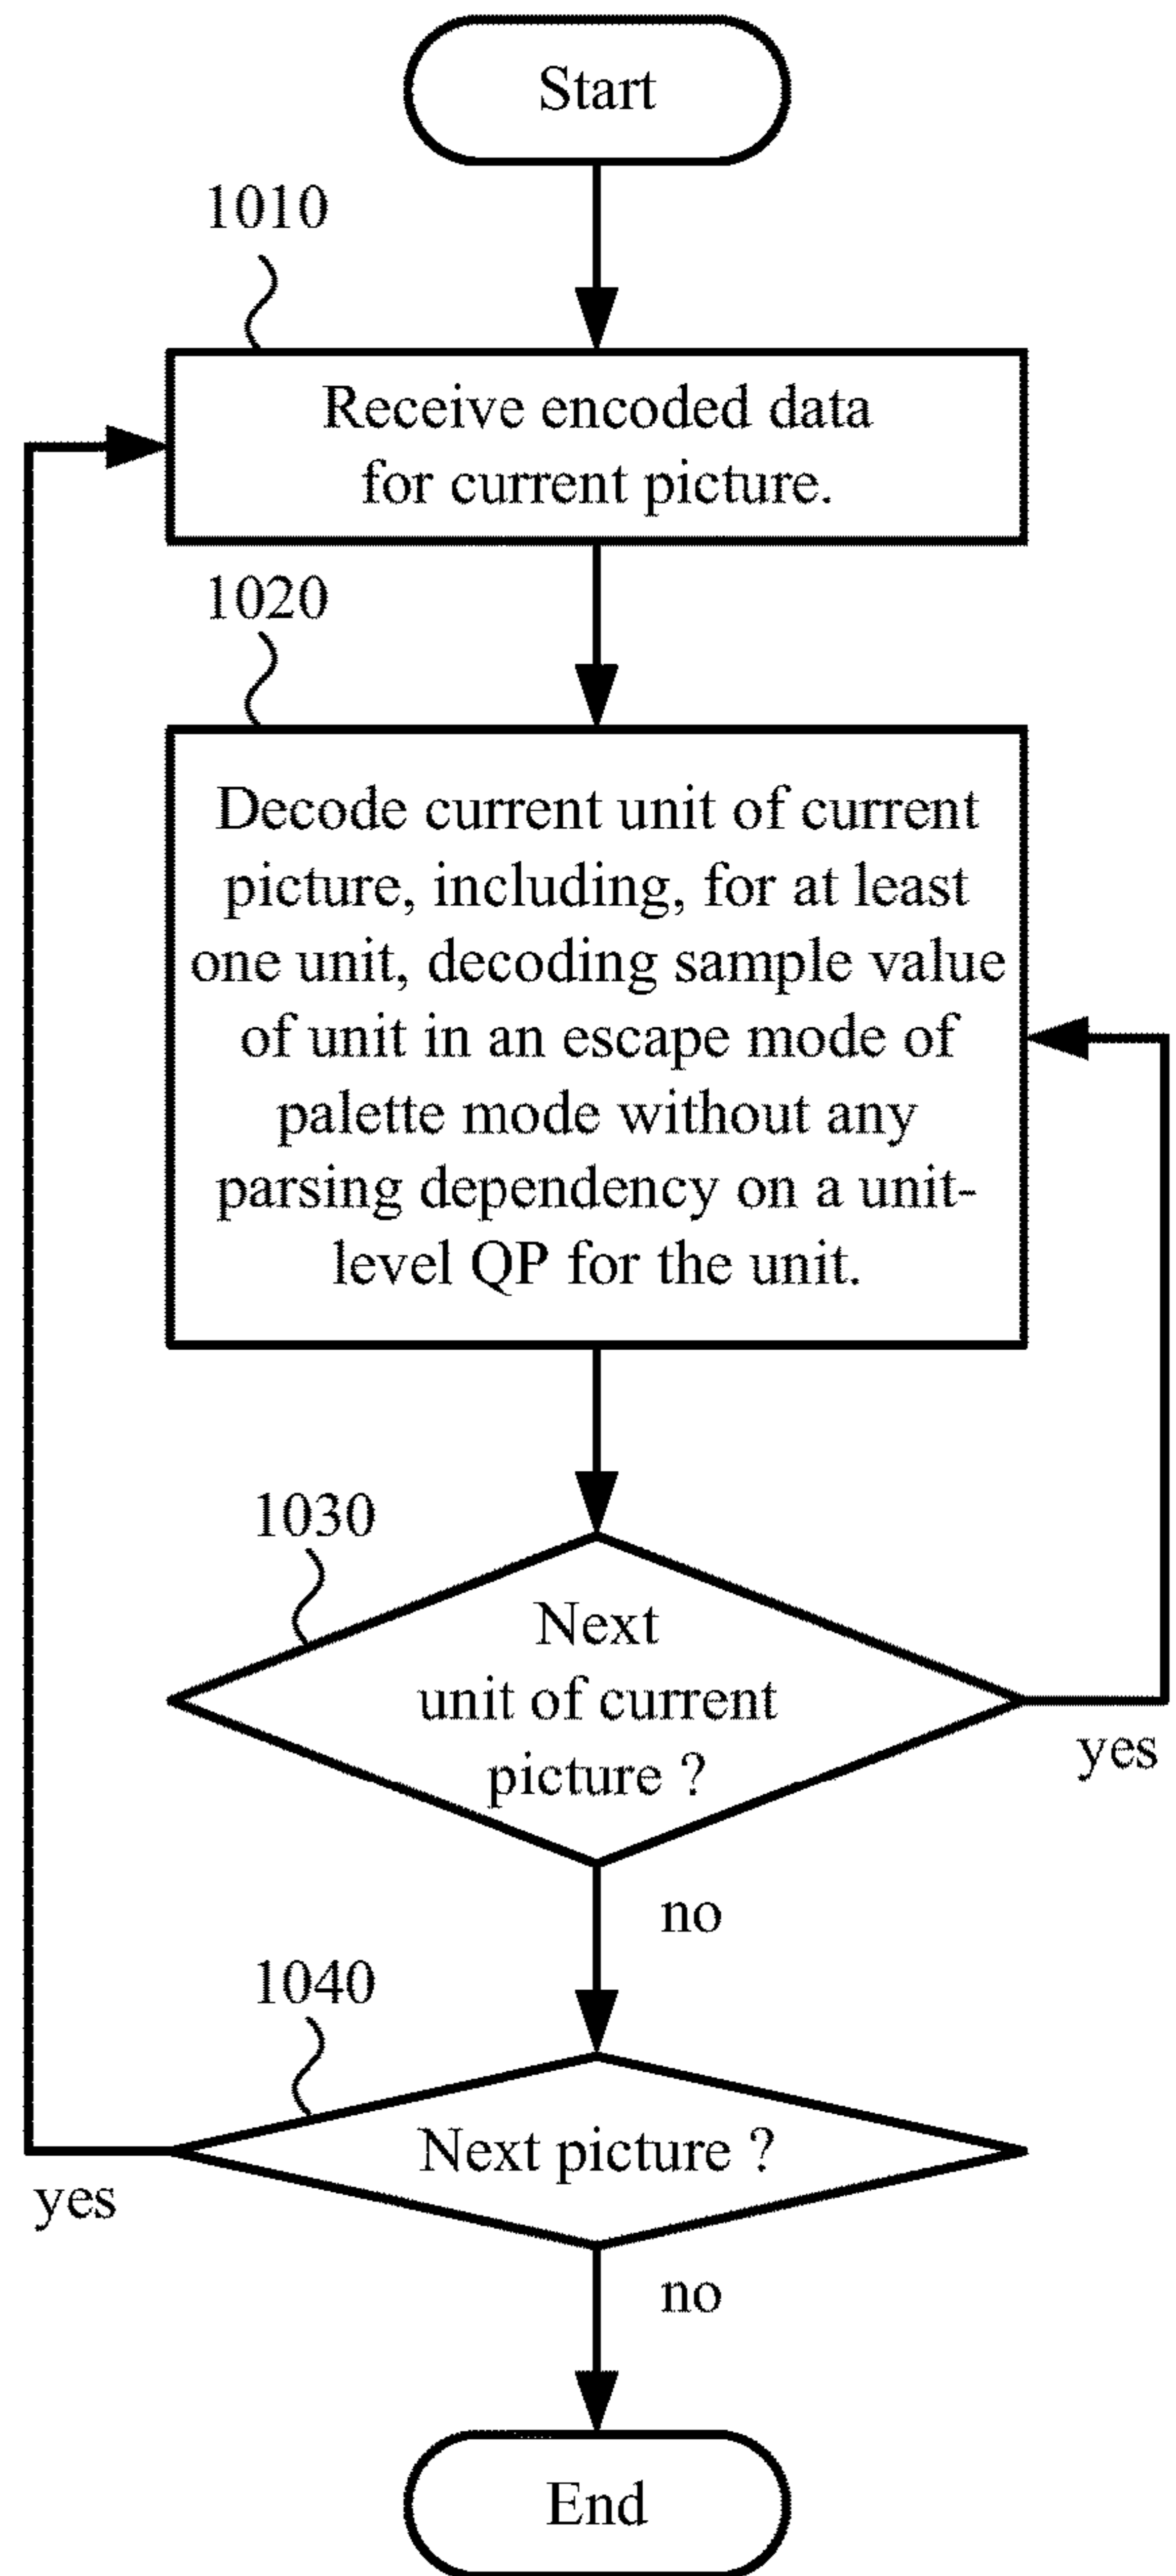 Start
1010
Receive encoded data
for current picture.
1020
Decode current unit of current
picture, including, for at least
one unit, decoding sample value
of unit in an escape mode of
palette mode without any
parsing dependency on a unit-
level QP for the unit.
1030
Next
unit of current
picture ?
yes
no
1040
Next picture ?
yes
no
End